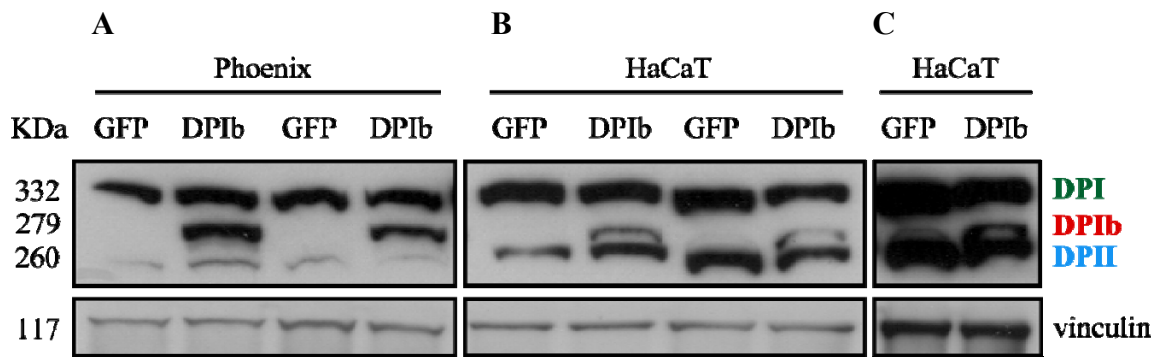 A B C
Phoenix HaCaT HaCaT
KDa GFP DPIb GFP DPIb GFP DPIb GFP DPIb GFP DPIb
332 DPI
279 DPIb
260 DPII
117 vinculin